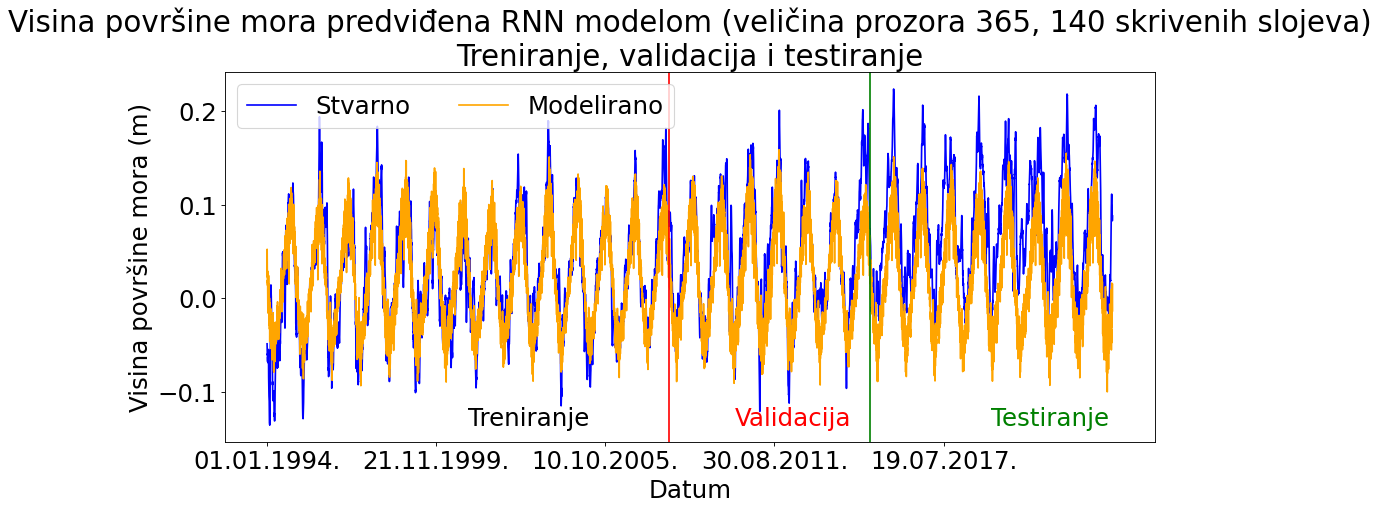 Visina površine mora predviđena RNN modelom (veličina prozora 365, 140 skrivenih slojeva)
Treniranje, validacija i testiranje
Stvarno Modelirano
Visina površine mora (m)
0.2
0.1
0.0
−0.1
Treniranje Validacija Testiranje
01.01.1994. 21.11.1999. 10.10.2005. 30.08.2011. 19.07.2017.
Datum